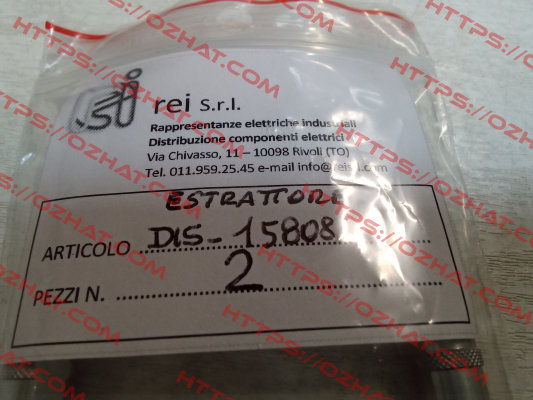 rei S.r.l.
Rappresentanze elettriche industriali
Distribuzione componenti elettrici
Via Chivasso, 11 – 10098 Rivoli (TO)
Tel. 011.959.25.45 e-mail
ESTRATTORE
ARTICOLO DIS-15808
PEZZI N. 2
HTTPS://OZHAT.COM